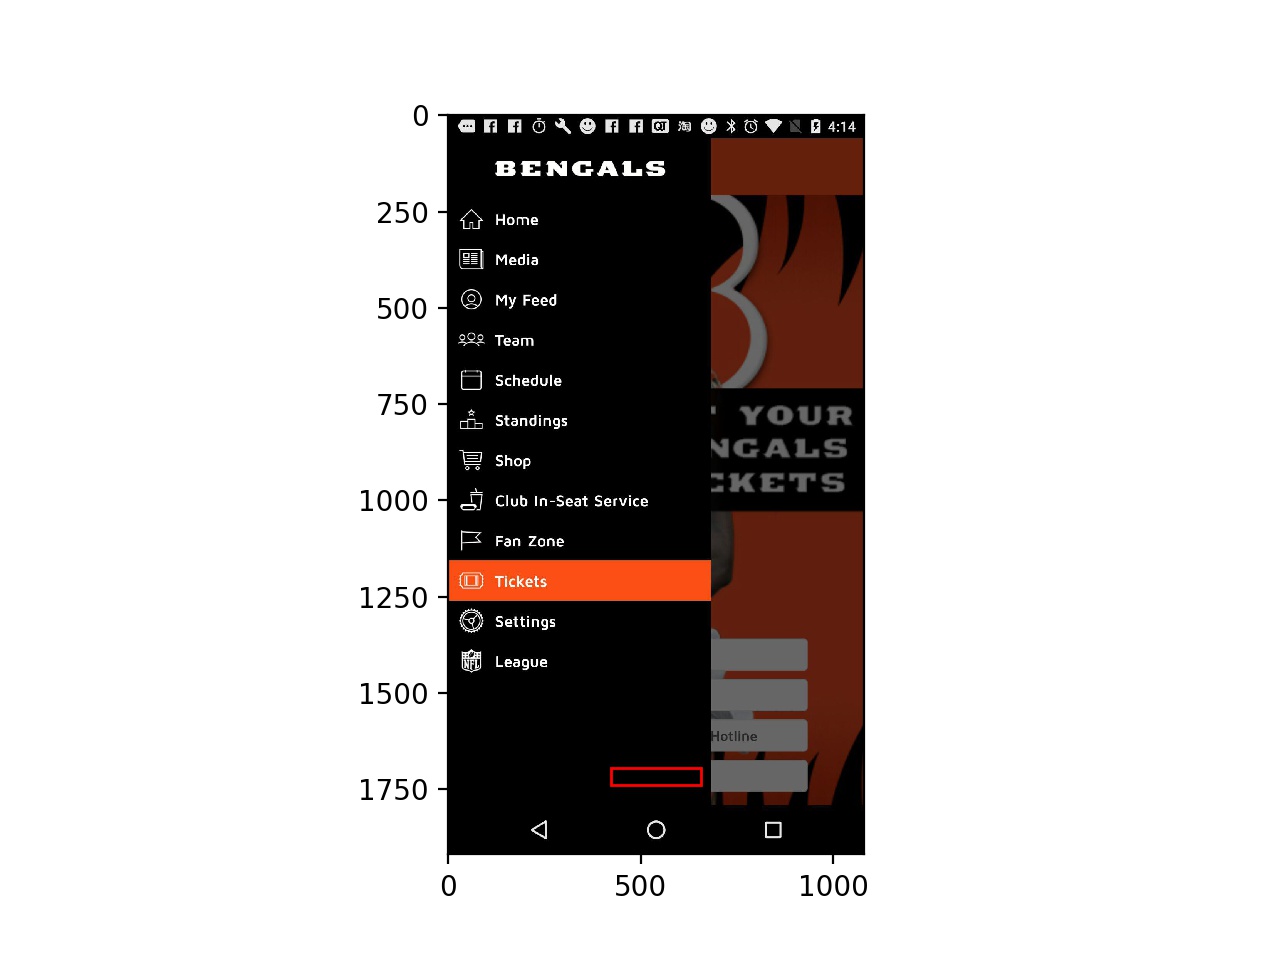 0
250
500
750
1000
1250
1500
1750
0
500
1000
4:14
BENGALS
Home
Media
My Feed
Team
Schedule
Standings
Shop
Club In-Seat Service
Fan Zone
Tickets
Settings
League
YOUR
NGALS
CKETS
Hotline